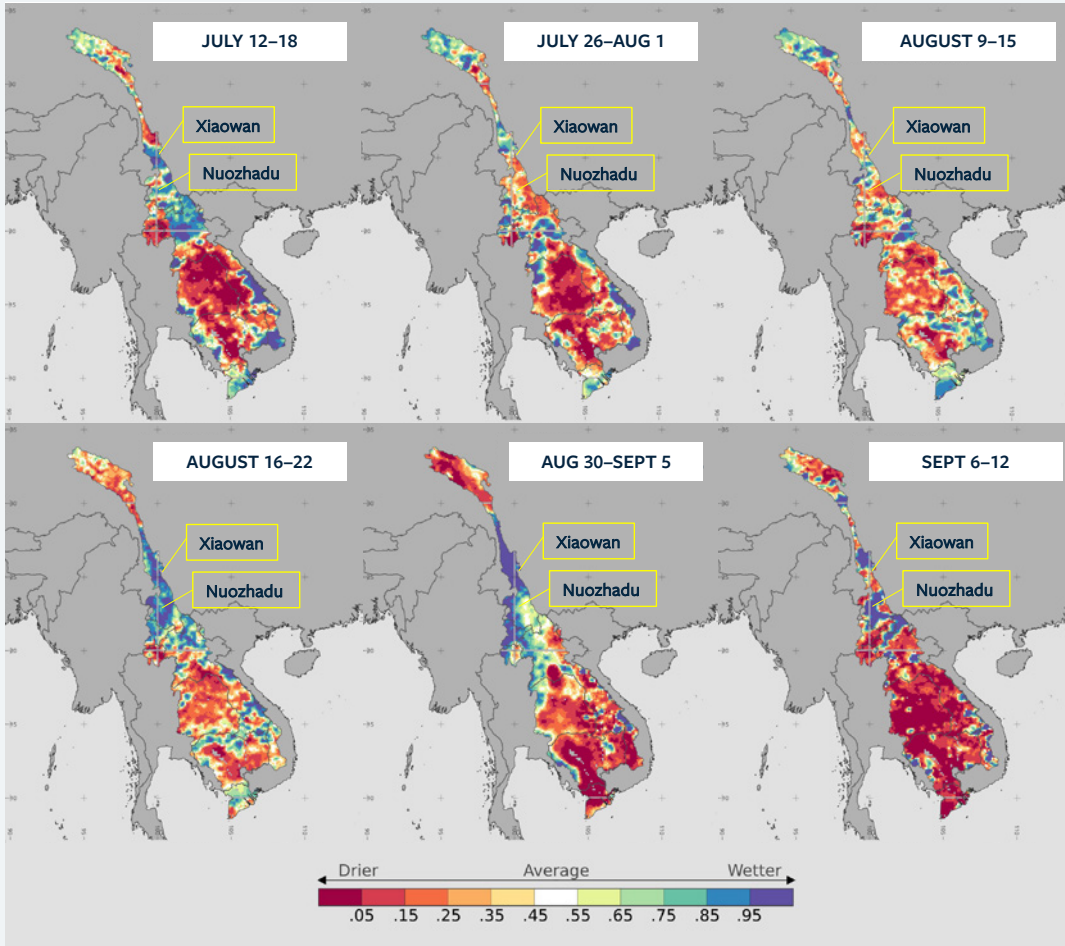 JULY 12–18
JULY 26–AUG 1
AUGUST 9–15
Xiaowan
Nuozhadu
Xiaowan
Nuozhadu
Xiaowan
Nuozhadu
AUGUST 16–22
AUG 30–SEPT 5
SEPT 6–12
Xiaowan
Nuozhadu
Xiaowan
Nuozhadu
Xiaowan
Nuozhadu
Drier Average Wetter
.05 .15 .25 .35 .45 .55 .65 .75 .85 .95